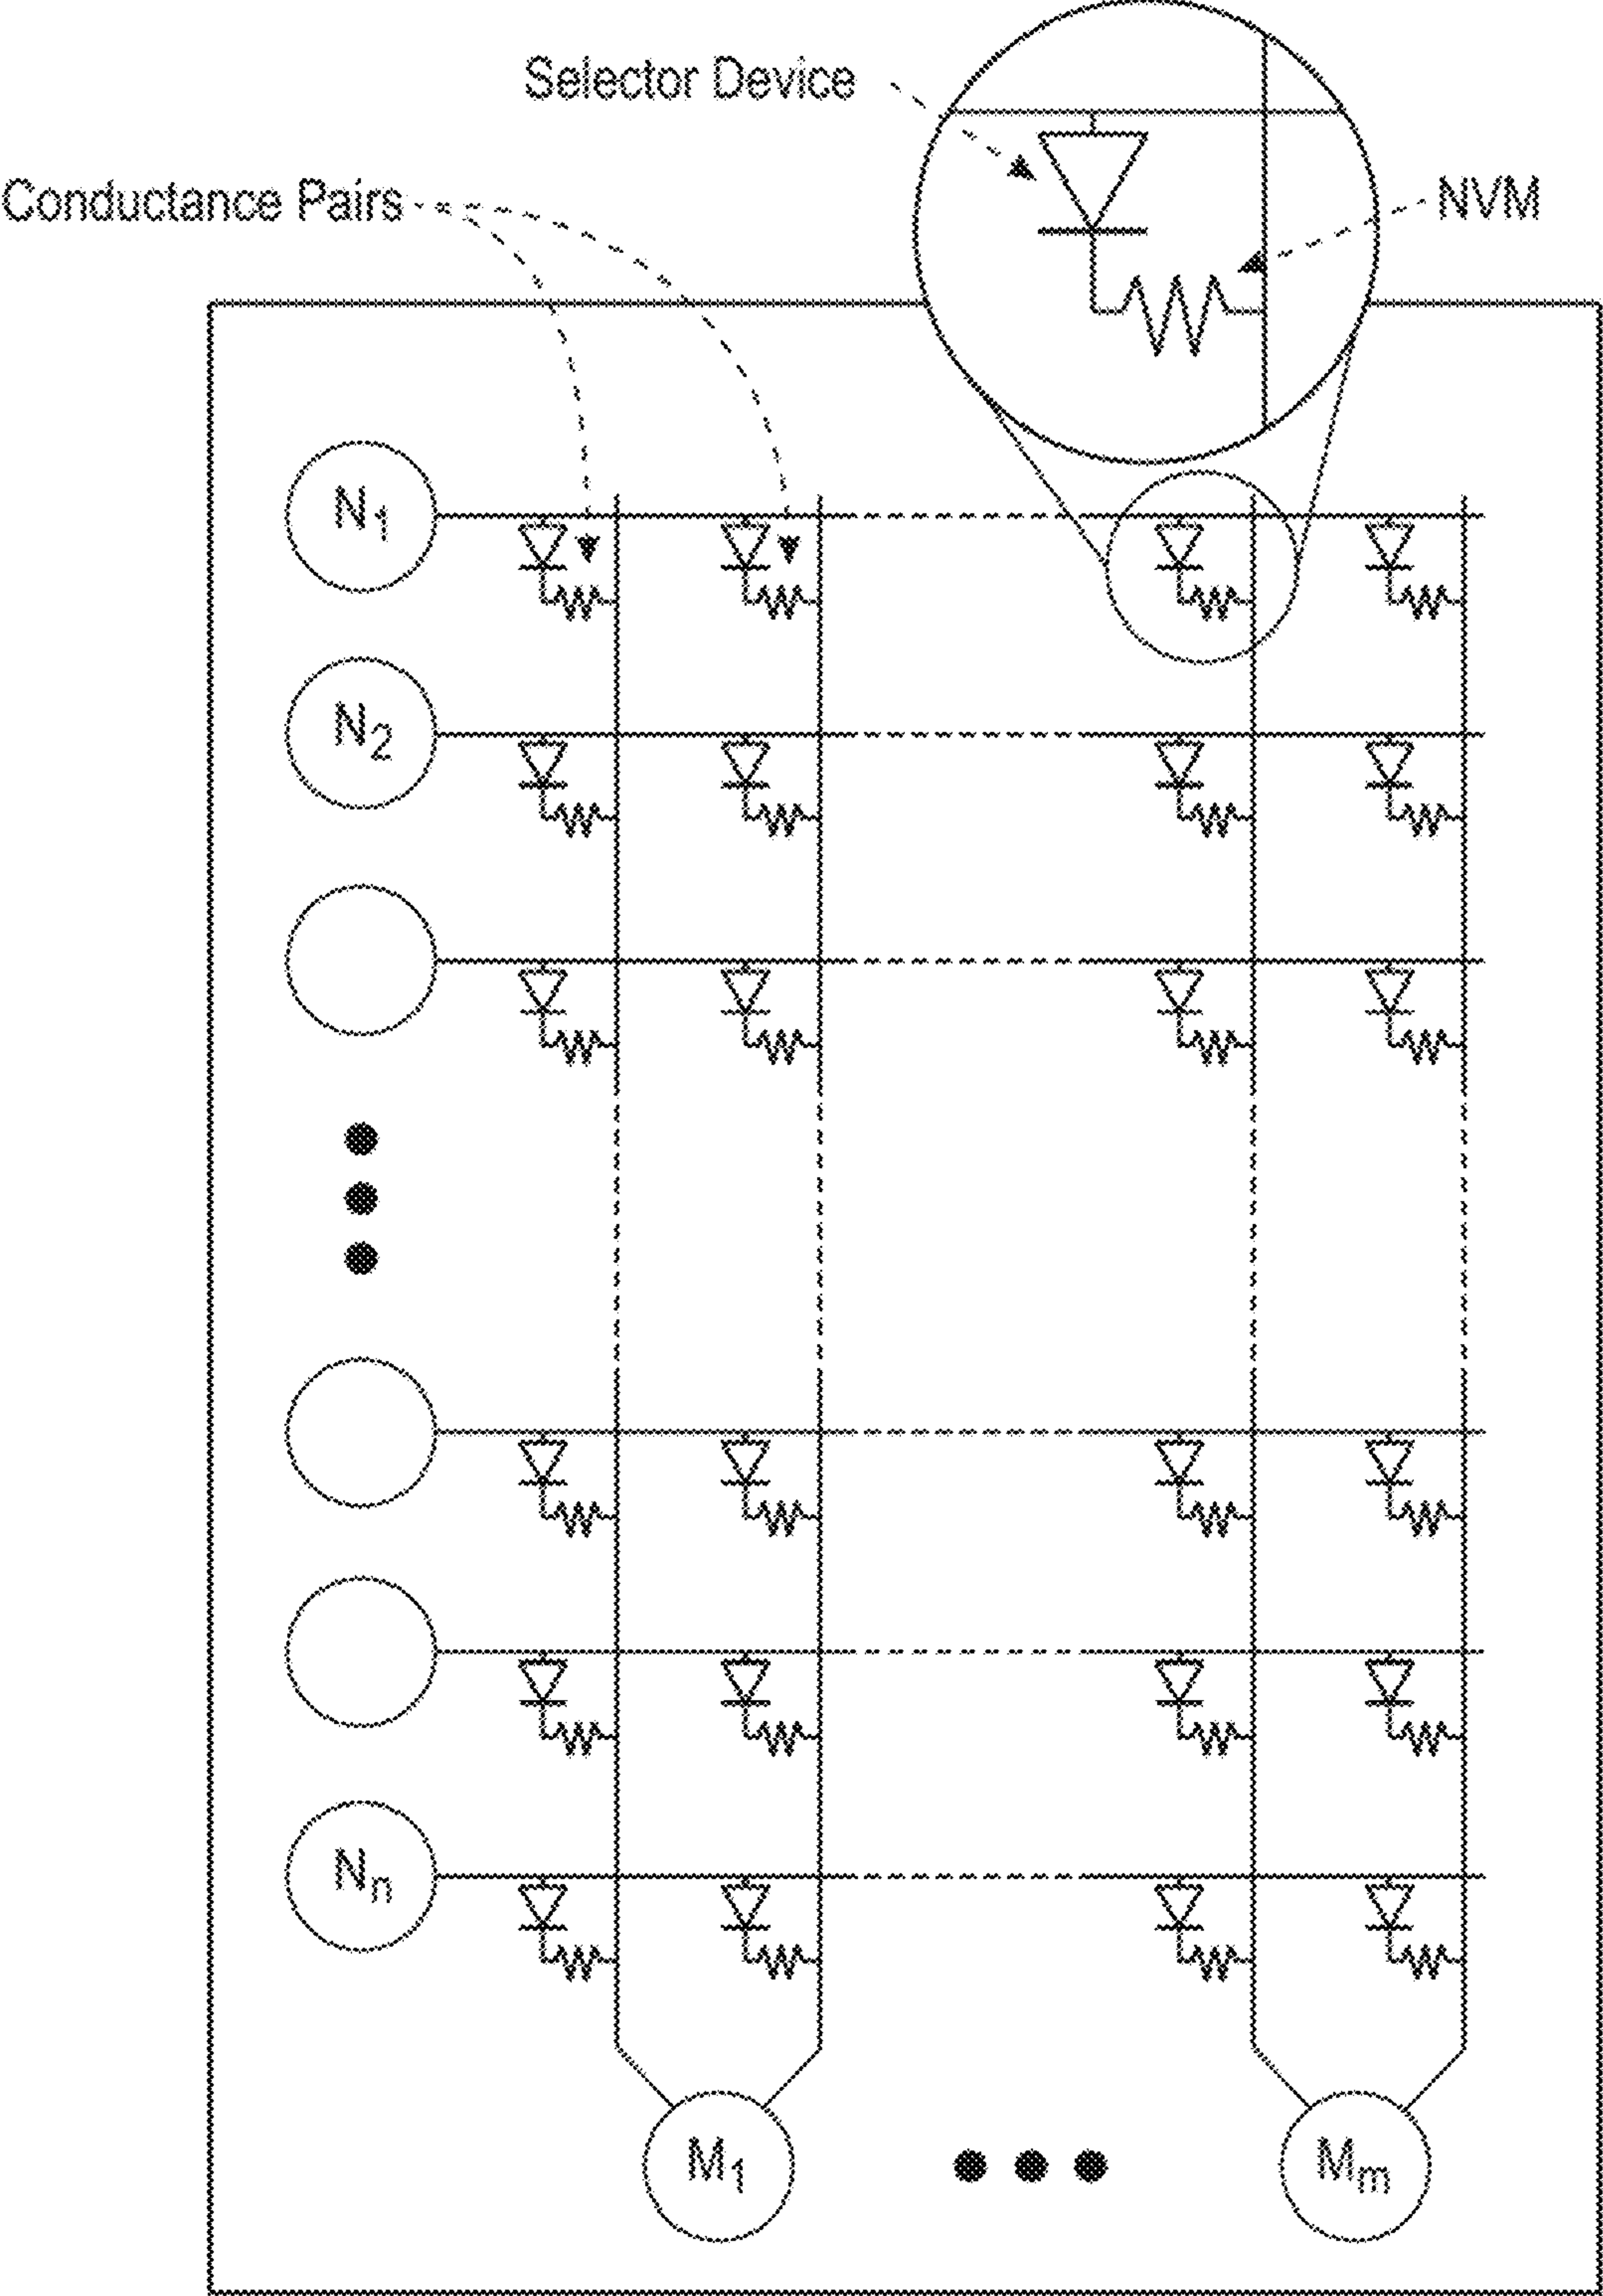 Selector Device
Conductance Pairs
NVM
N1
N2
Nn
M1
Mm